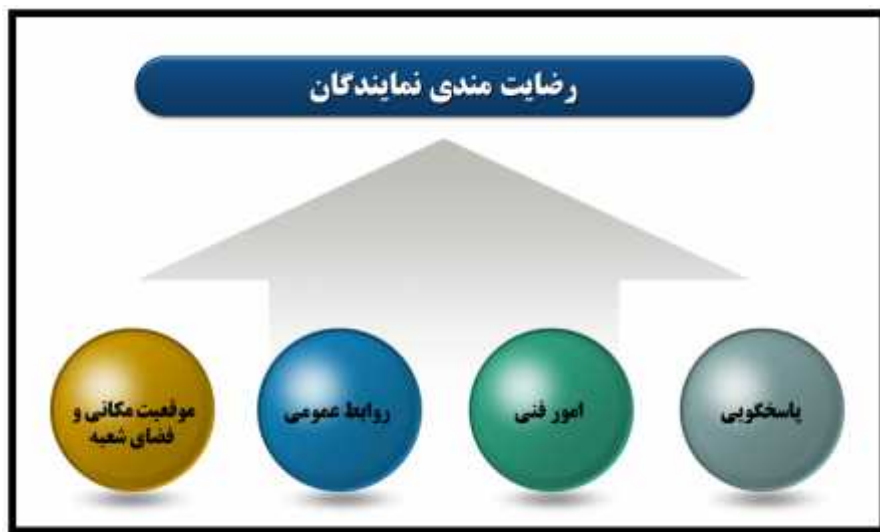 رضایت مندی نمایندگان
پاسخگویی
امور فنی
روابط عمومی
موقعیت مکانی و
فضای شعبه